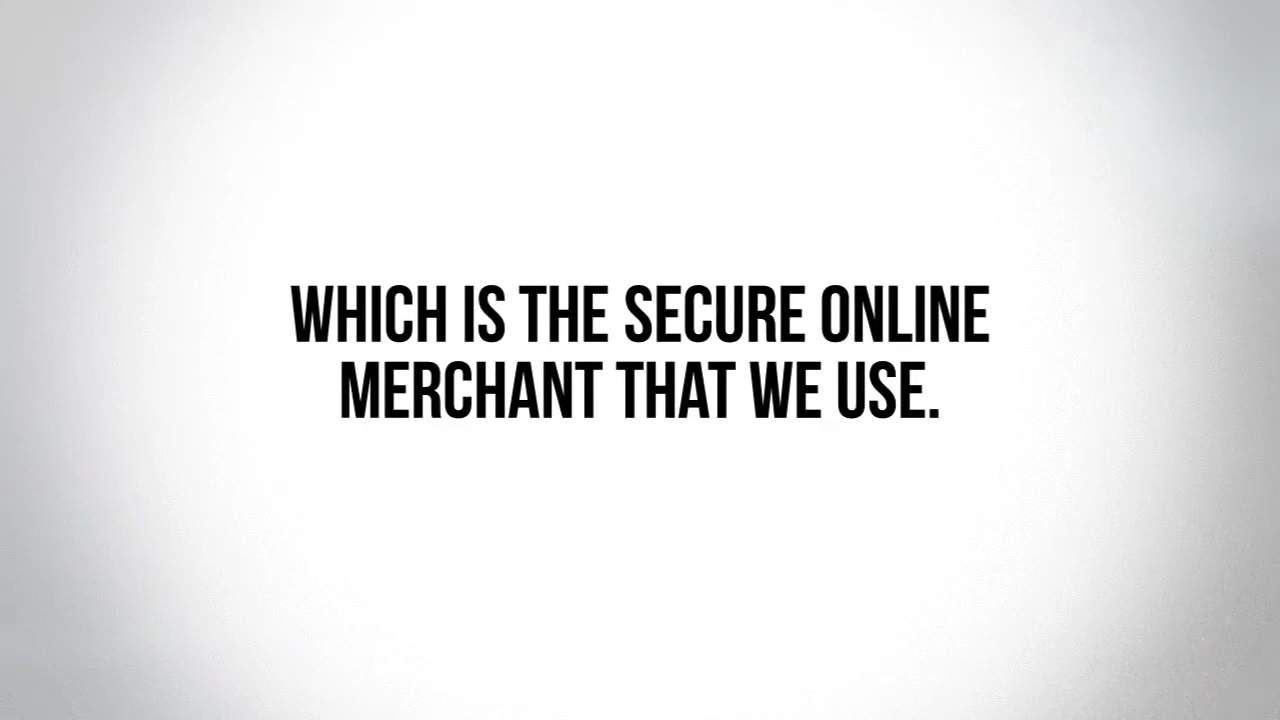 WHICH IS THE SECURE ONLINE
MERCHANT THAT WE USE.